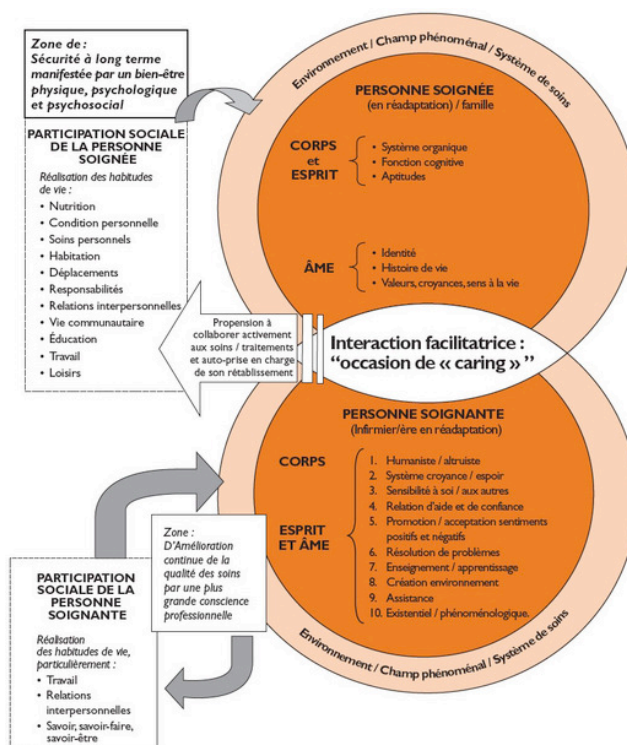 Zone de :
Sécurité à long terme
manifestée par un bien-être
physique, psychologique
et psychosocial
PARTICIPATION SOCIALE
DE LA PERSONNE
SOIGNÉE
Réalisation des habitudes
de vie :
• Nutrition
• Condition personnelle
• Soins personnels
• Habitation
• Déplacements
• Responsabilités
• Relations interpersonnelles
• Vie communautaire
• Éducation
• Travail
• Loisirs
Environnement / Champ phénoménal / Système de soins
PERSONNE SOIGNÉE
(en réadaptation) / famille
CORPS
et
ESPRIT
• Système organique
• Fonction cognitive
• Aptitudes
ÂME
• Identité
• Histoire de vie
• Valeurs, croyances, sens à la vie
Propension à
collaborer activement
aux soins / traitements
et auto-prise en charge
de son rétablissement
Interaction facilitatrice :
“occasion de « caring » ”
PERSONNE SOIGNANTE
(Infirmier/ère en réadaptation)
CORPS
ESPRIT
ET ÂME
1. Humaniste / altruiste
2. Système croyance / espoir
3. Sensibilité à soi / aux autres
4. Relation d'aide et de confiance
5. Promotion / acceptation sentiments
positifs et négatifs
6. Résolution de problèmes
7. Enseignement / apprentissage
8. Création environnement
9. Assistance
10. Existentiel / phénoménologique.
Environnement / Champ phénoménal / Système de soins
Zone :
D'Amélioration
continue de la
qualité des soins
par une plus
grande conscience
professionnelle
PARTICIPATION
SOCIALE DE LA
PERSONNE
SOIGNANTE
Réalisation
des habitudes de vie,
particulièrement :
• Travail
• Relations
interpersonnelles
• Savoir, savoir-faire,
savoir-être